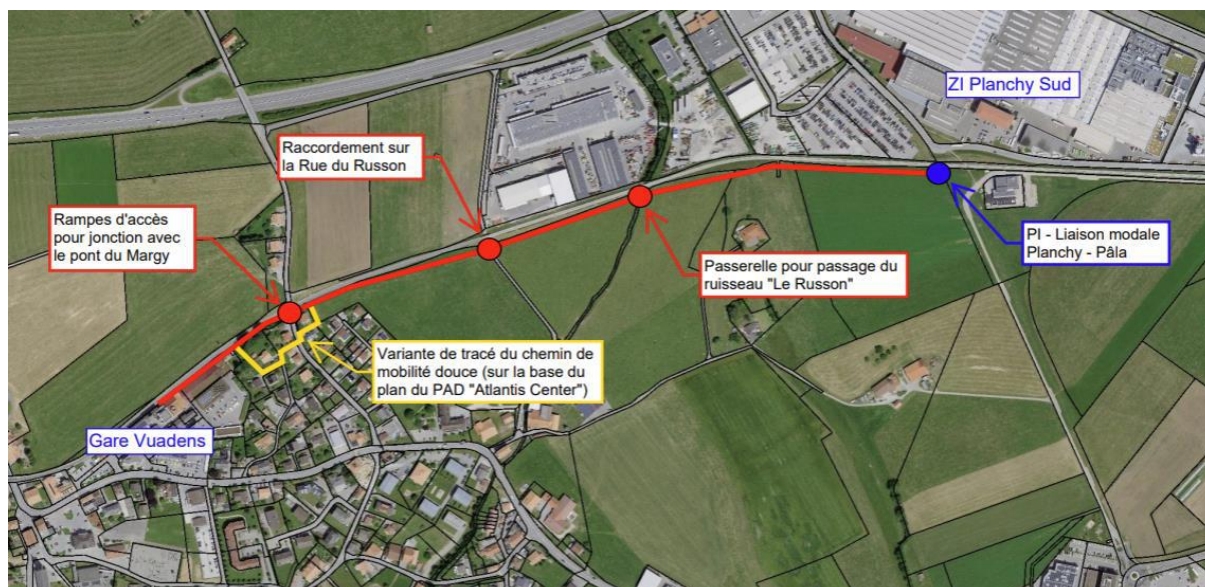 ZI Planchy Sud
Raccordement sur
la Rue du Russon
Rampes d'accès
pour jonction avec
le pont du Margy
PI - Liaison modale
Planchy - Pâla
Passerelle pour passage du
ruisseau "Le Russon"
Variante de tracé du chemin de
mobilité douce (sur la base du
plan du PAD "Atlantis Center")
Gare Vuadens